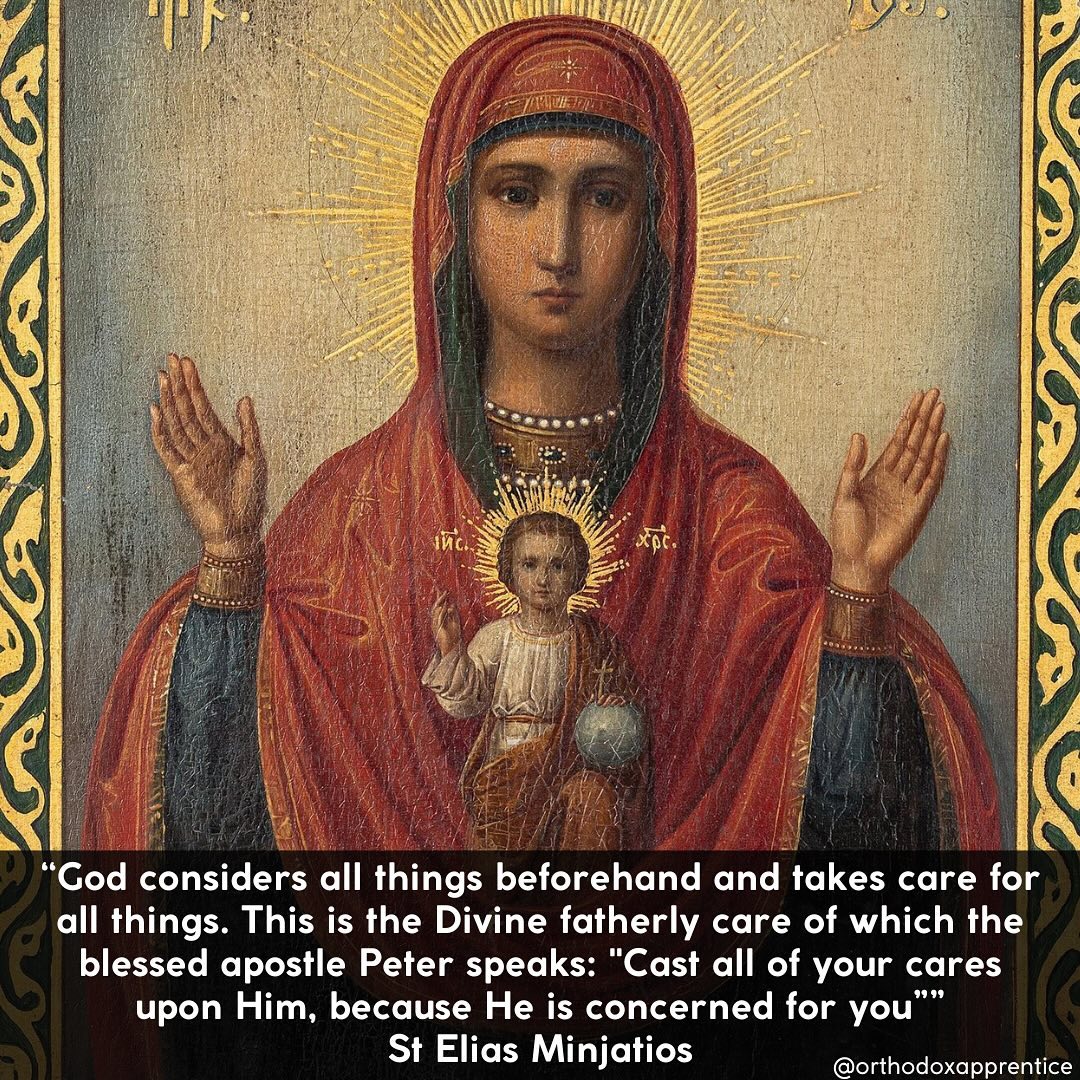 ІИ҃С. ХРС҃.
“God considers all things beforehand and takes care for
all things. This is the Divine fatherly care of which the
blessed apostle Peter speaks: "Cast all of your cares
upon Him, because He is concerned for you””
St Elias Minjatios
@orthodoxapprentice